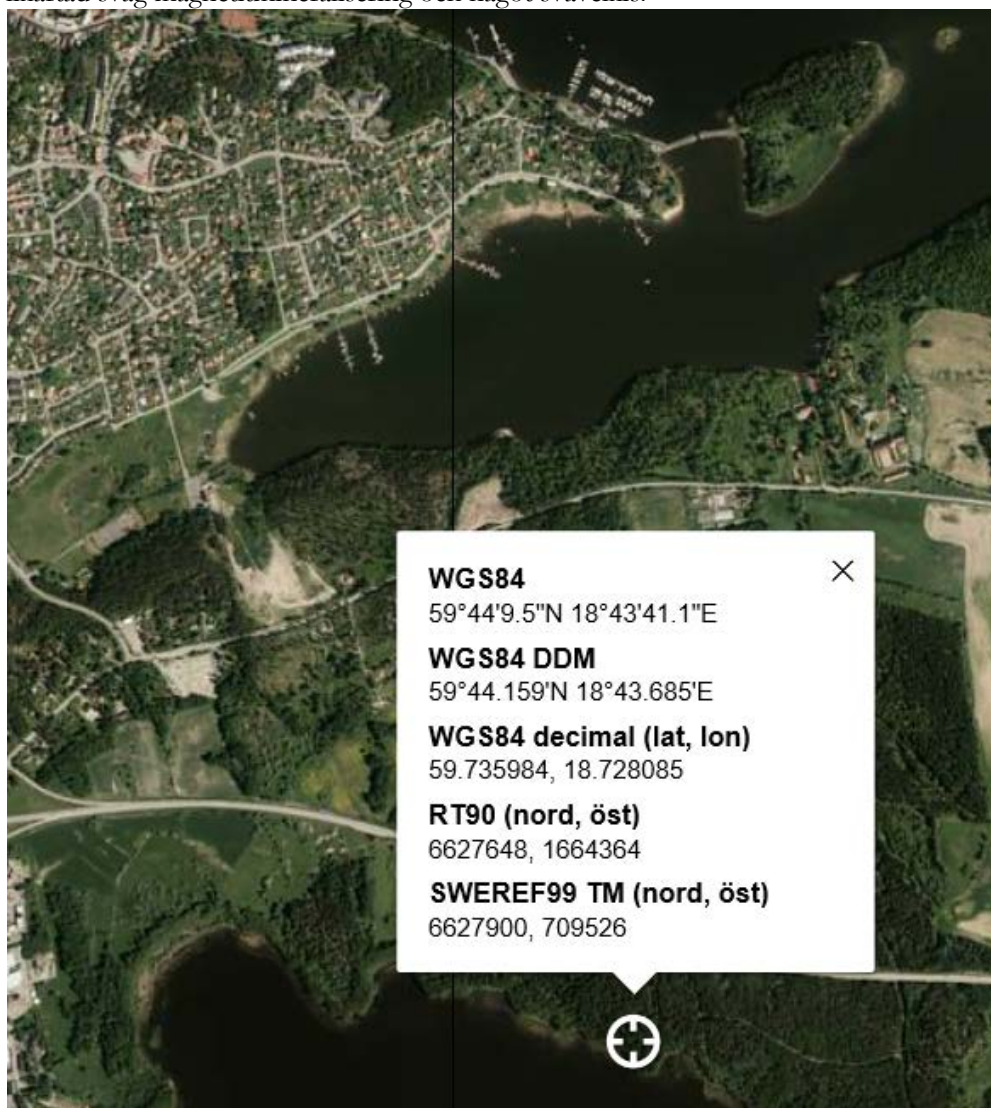 WGS84
59°44'9.5"N 18°43'41.1"E
WGS84 DDM
59°44.159'N 18°43.685'E
WGS84 decimal (lat, lon)
59.735984, 18.728085
RT90 (nord, öst)
6627648, 1664364
SWEREF99 TM (nord, öst)
6627900, 709526